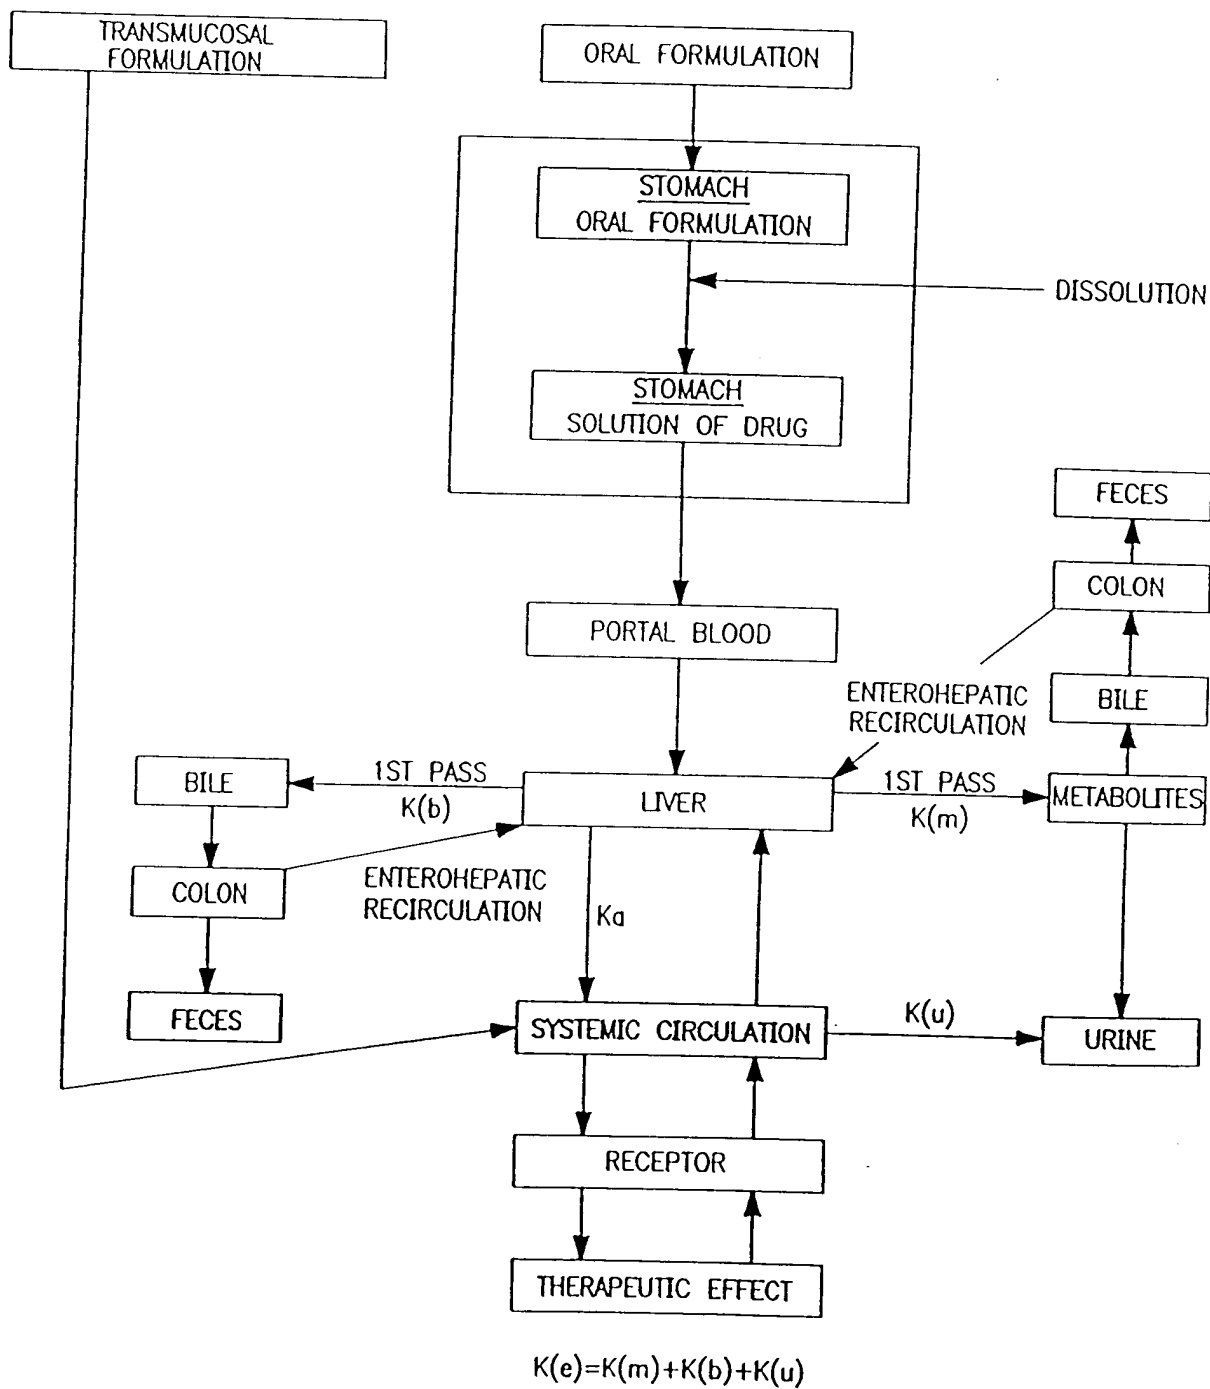 TRANSMUCOSAL
FORMULATION
ORAL FORMULATION
STOMACH
ORAL FORMULATION
DISSOLUTION
STOMACH
SOLUTION OF DRUG
FECES
COLON
PORTAL BLOOD
ENTEROHEPATIC
RECIRCULATION
BILE
BILE
1ST PASS
K(b)
LIVER
1ST PASS
K(m)
METABOLITES
COLON
ENTEROHEPATIC
RECIRCULATION
Ka
FECES
SYSTEMIC CIRCULATION
K(u)
URINE
RECEPTOR
THERAPEUTIC EFFECT
K(e)=K(m)+K(b)+K(u)